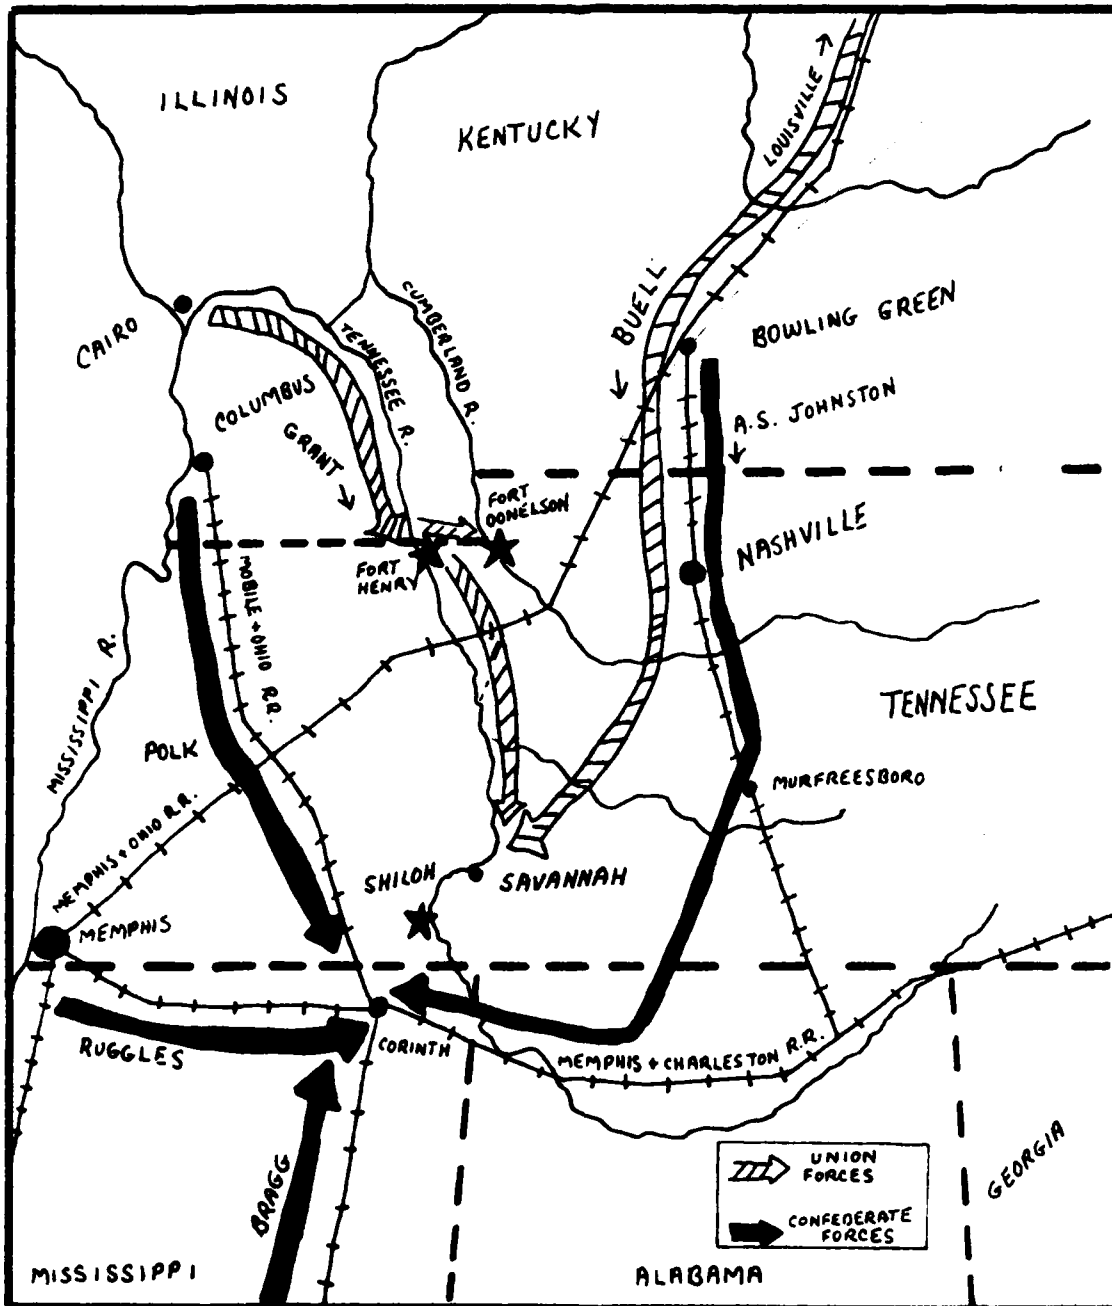 ILLINOIS
KENTUCKY
LOUISVILLE
CAIRO
COLUMBUS
GRANT
TENNESSEE R.
CUMBERLAND R.
BUELL
BOWLING GREEN
A.S. JOHNSTON
FORT
DONELSON
FORT
HENRY
NASHVILLE
MOBILE + OHIO R.R.
MISSISSIPPI R.
POLK
TENNESSEE
MURFREESBORO
MEMPHIS + OHIO R.R.
MEMPHIS
SHILOH
SAVANNAH
RUGGLES
CORINTH
MEMPHIS + CHARLESTON R.R.
BRAGG
GEORGIA
UNION
FORCES
CONFEDERATE
FORCES
MISSISSIPPI
ALABAMA